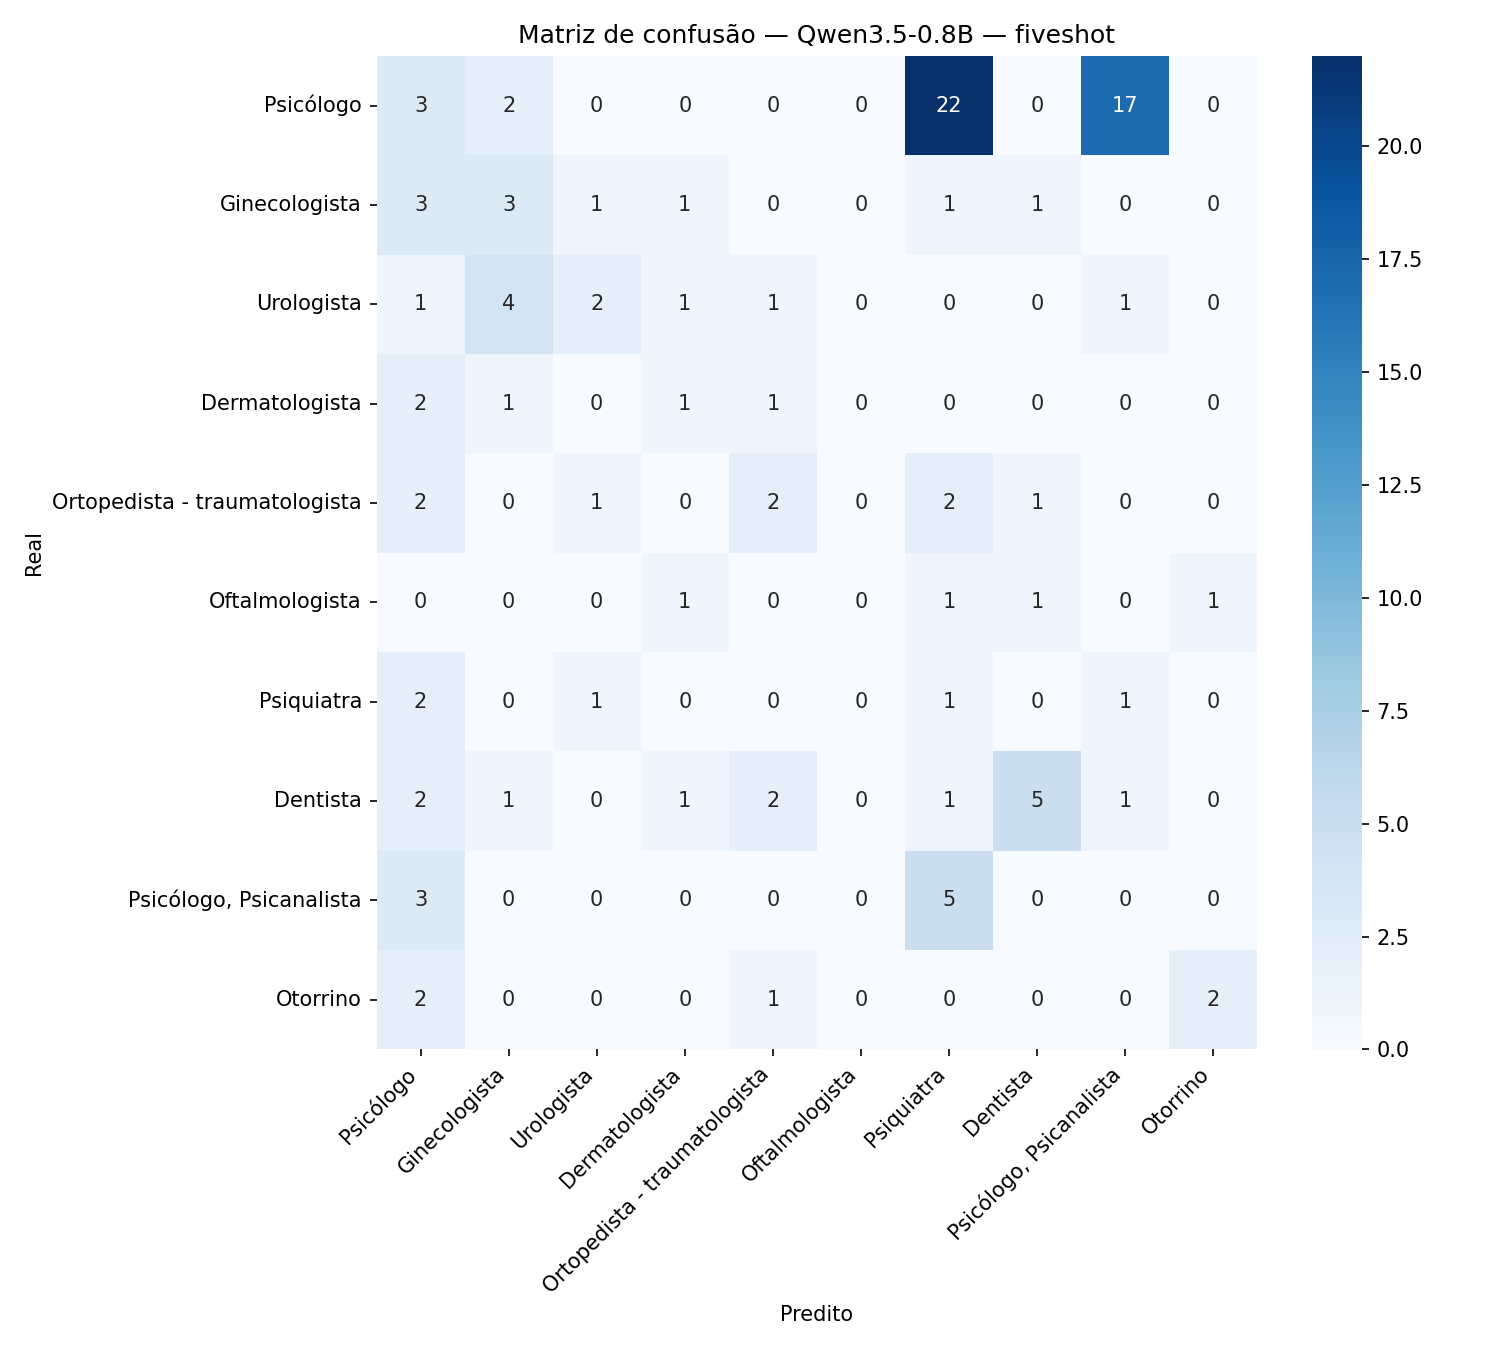 Matriz de confusão — Qwen3.5-0.8B — fiveshot
Psicólogo 3 2 0 0 0 0 22 0 17 0
Ginecologista 3 3 1 1 0 0 1 1 0 0
Urologista 1 4 2 1 1 0 0 0 1 0
Dermatologista 2 1 0 1 1 0 0 0 0 0
Ortopedista - traumatologista 2 0 1 0 2 0 2 1 0 0
Oftalmologista 0 0 0 1 0 0 1 1 0 1
Psiquiatra 2 0 1 0 0 0 1 0 1 0
Dentista 2 1 0 1 2 0 1 5 1 0
Psicólogo, Psicanalista 3 0 0 0 0 0 5 0 0 0
Otorrino 2 0 0 0 1 0 0 0 0 2
Real
Psicólogo
Ginecologista
Urologista
Dermatologista
Ortopedista - traumatologista
Oftalmologista
Psiquiatra
Dentista
Psicólogo, Psicanalista
Otorrino
Predito
20.0
17.5
15.0
12.5
10.0
7.5
5.0
2.5
0.0